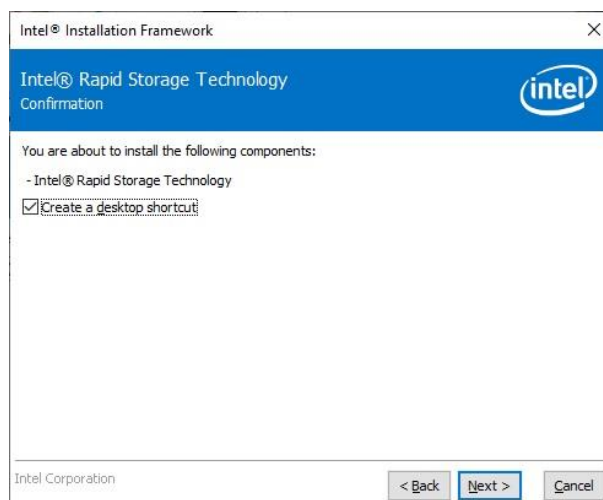 Intel® Installation Framework
Intel® Rapid Storage Technology
Confirmation
intel
You are about to install the following components:
- Intel® Rapid Storage Technology
Create a desktop shortcut
Intel Corporation
< Back Next > Cancel